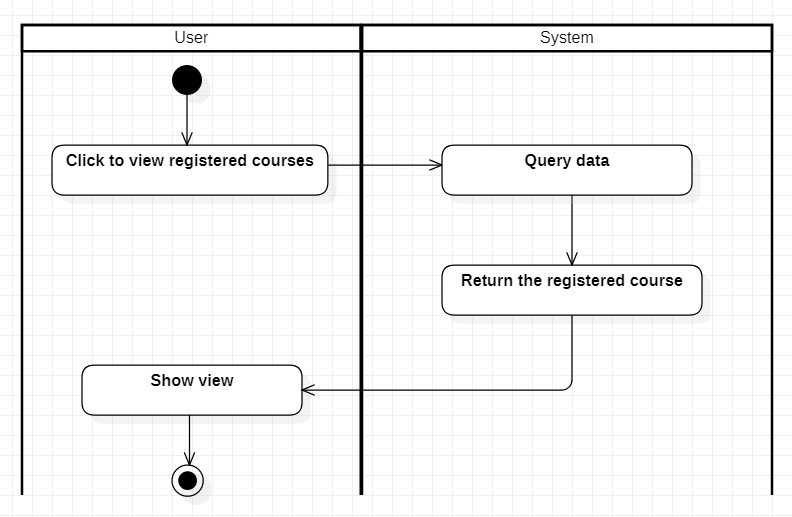 User
System
Click to view registered courses
Query data
Return the registered course
Show view